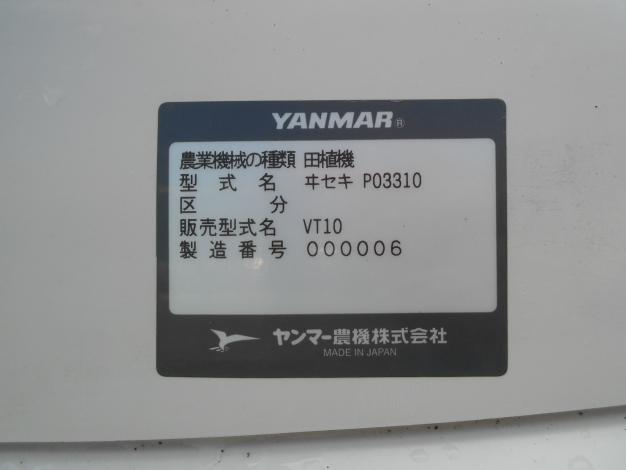 YANMAR®
農業機械の種類 田植機
型式名 ヰセキ PO3310
区分
販売型式名 VT10
製造番号 000006
ヤンマー農機株式会社
MADE IN JAPAN